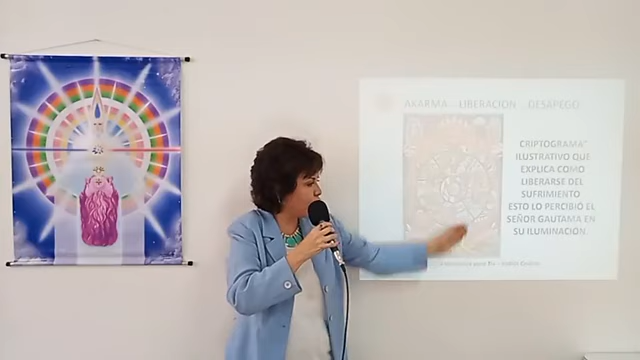 AKARMA - LIBERACIÓN - DESAPEGO
CRIPTOGRAMA"
ILUSTRATIVO QUE
EXPLICA COMO
LIBERARSE DEL
SUFRIMIENTO
ESTO LO PERCIBIÓ EL
SEÑOR GAUTAMA EN
SU ILUMINACIÓN